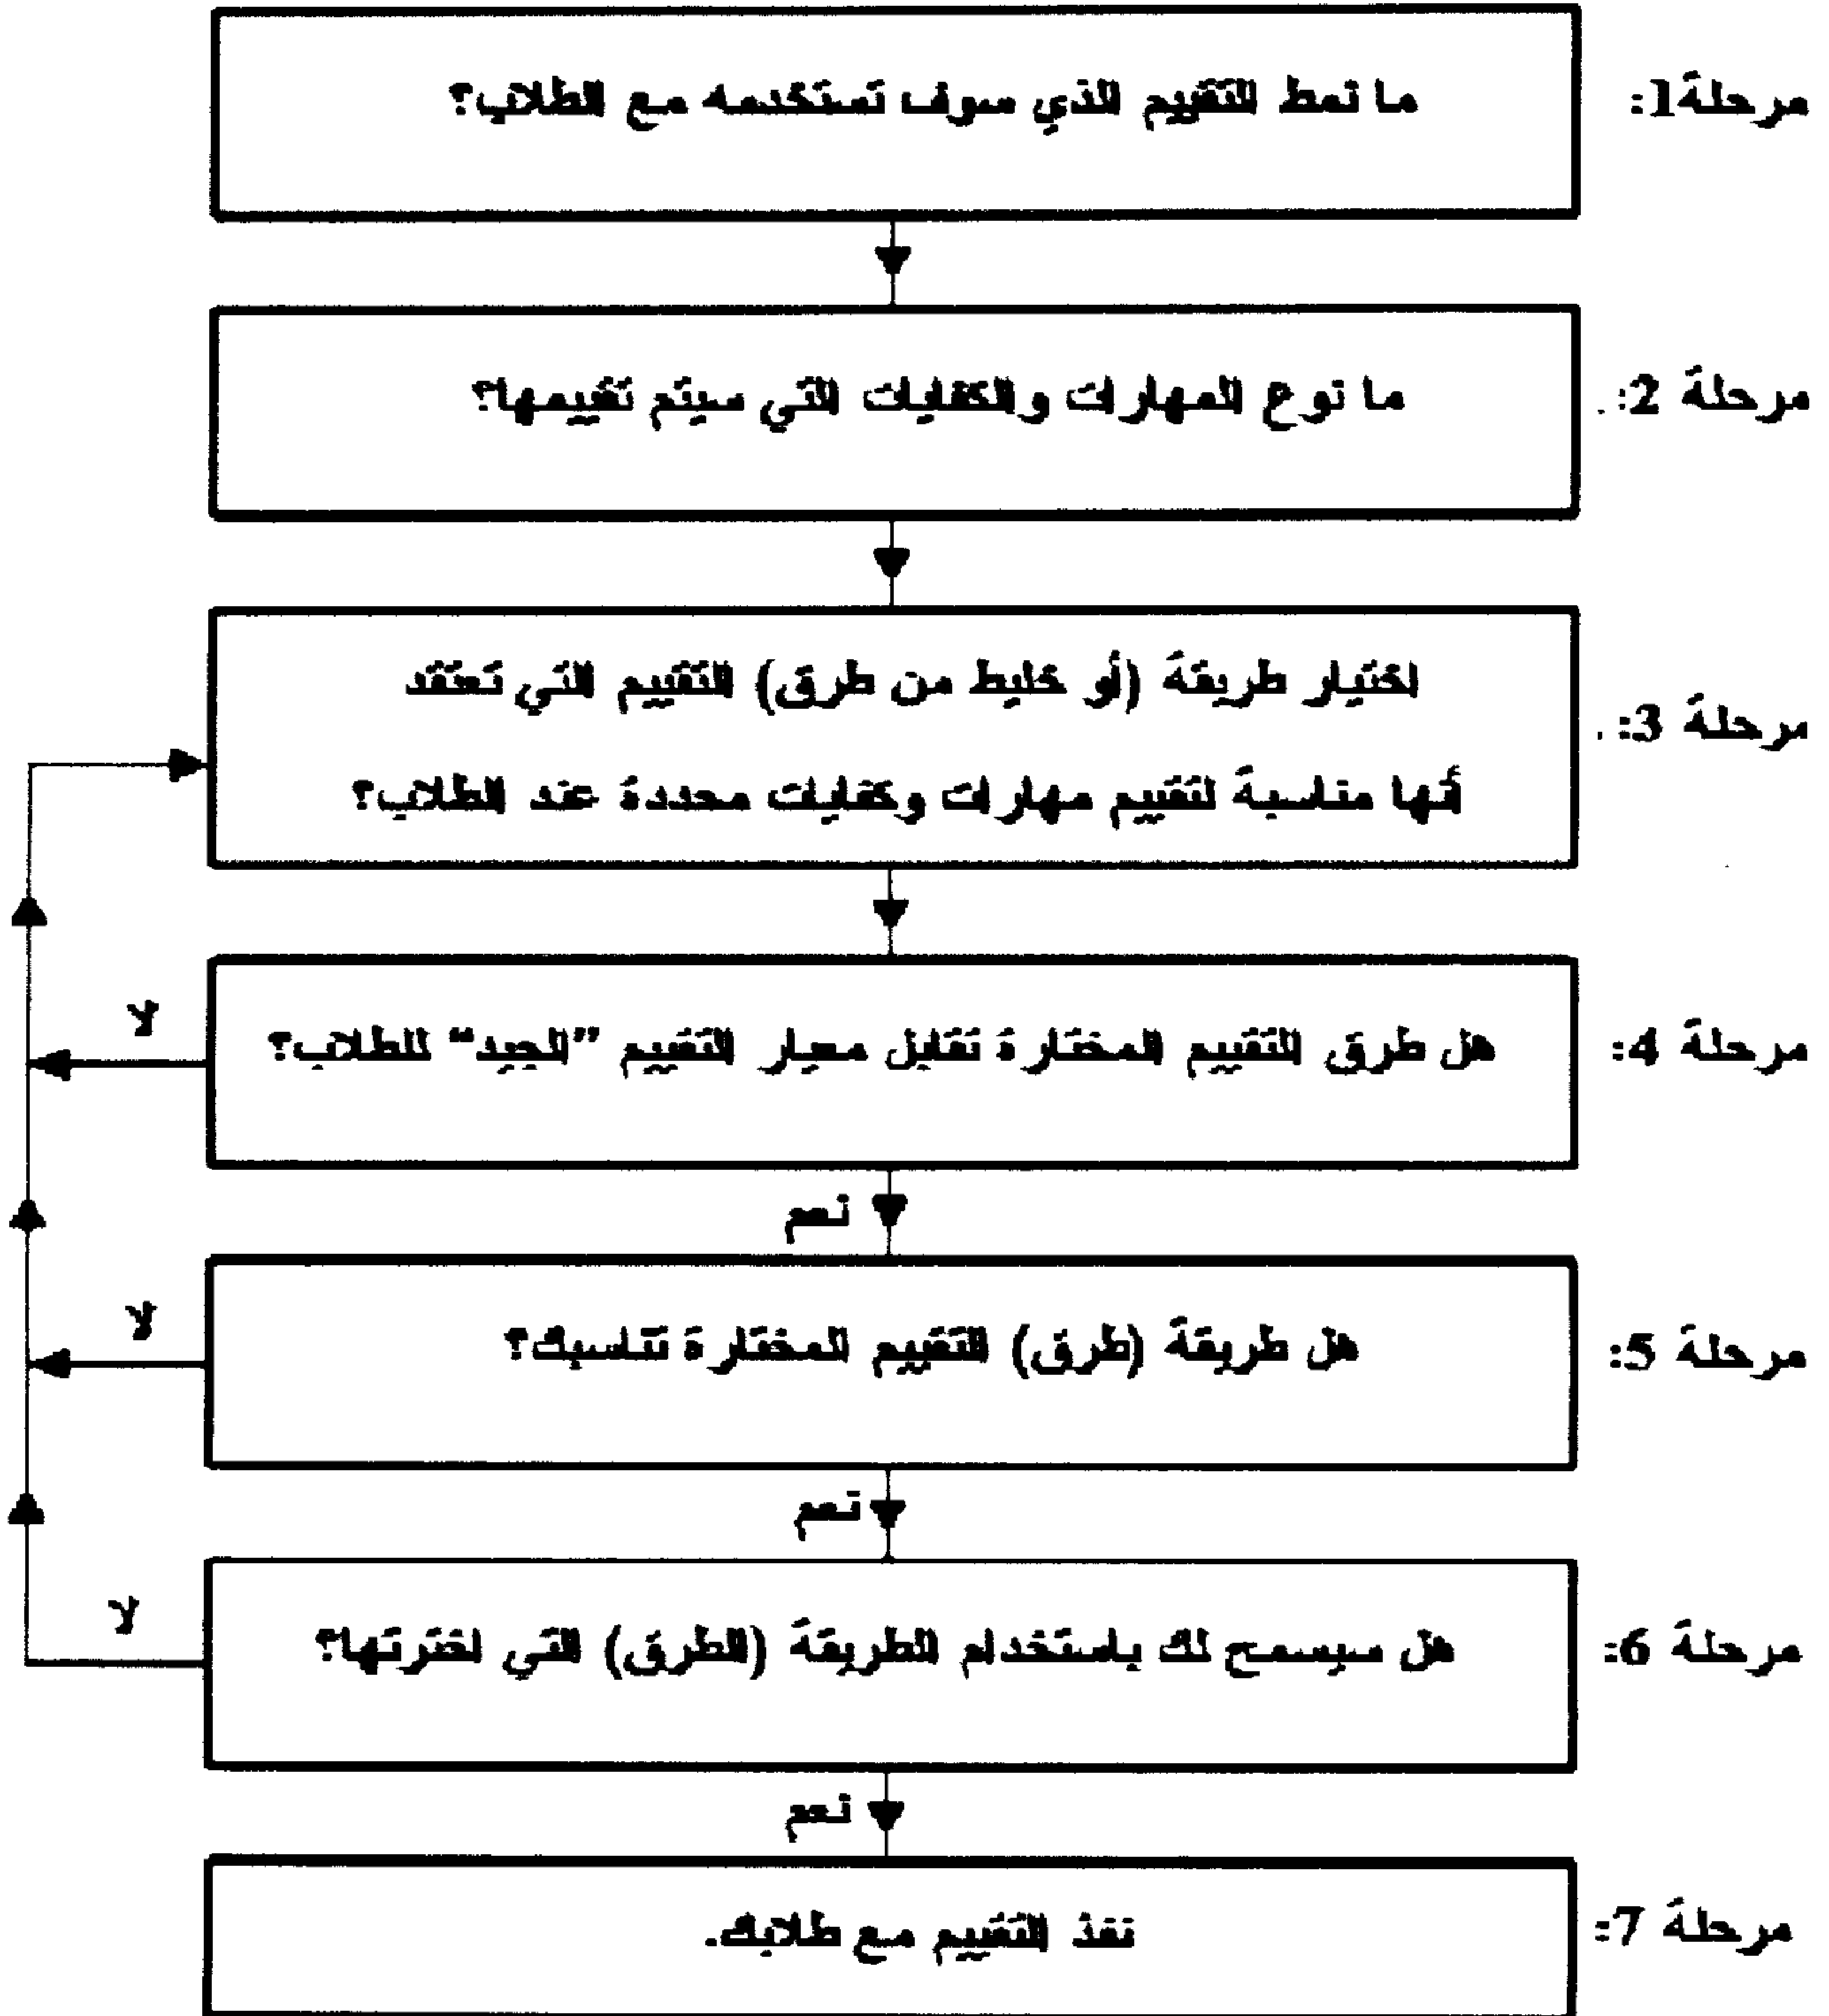 مرحلة1:
ما نمط التقييم الذي سوف تستخدمه مع الطلاب؟
مرحلة 2:
ما نوع المهارات والكفايات التي سيتم تقييمها؟
مرحلة 3:
اختيار طريقة (أو خليط من طرق) التقييم التي تعتقد
أنها مناسبة لتقييم مهارات وكفايات محددة عند الطلاب؟
مرحلة 4:
هل طرق التقييم المختارة تقابل معيار التقييم ”الجيد“ للطلاب؟
لا
نعم
مرحلة 5:
هل طريقة (طرق) التقييم المختارة تناسبك؟
لا
نعم
مرحلة 6:
هل سيسمح لك باستخدام الطريقة (الطرق) التي اخترتها؟
لا
نعم
مرحلة 7:
نفذ التقييم مع طلابك.